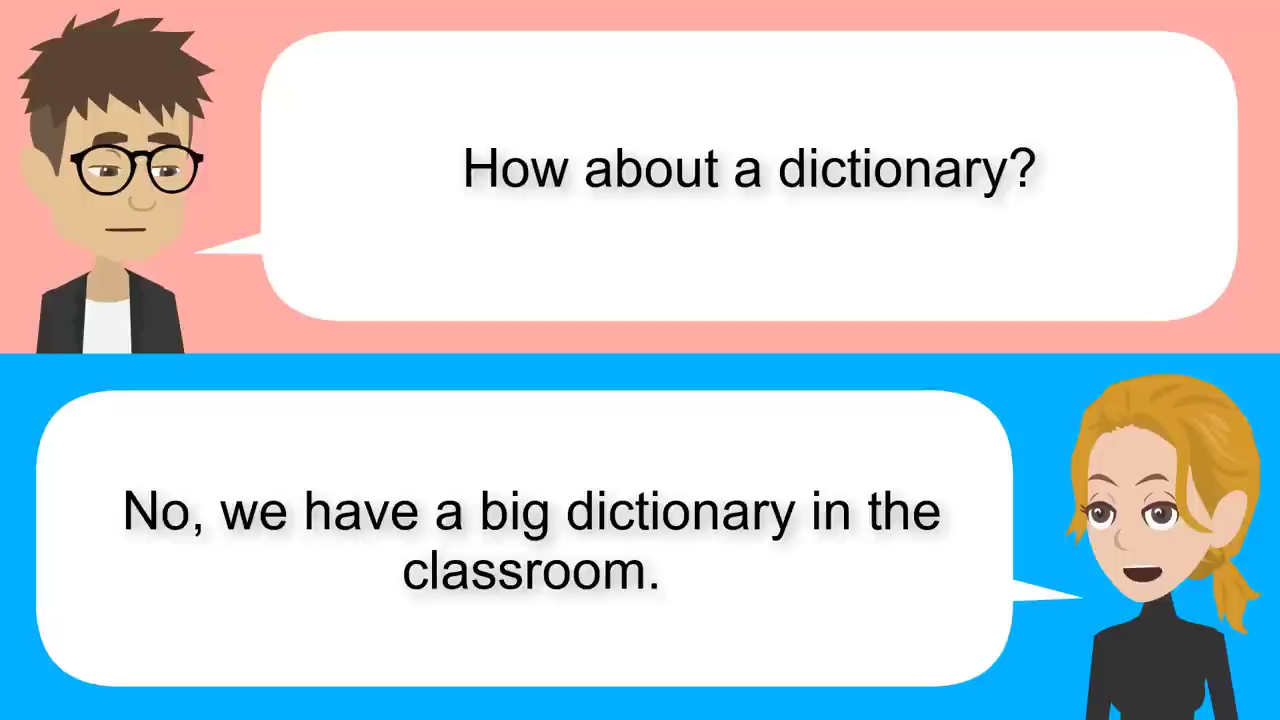 How about a dictionary?
No, we have a big dictionary in the
classroom.